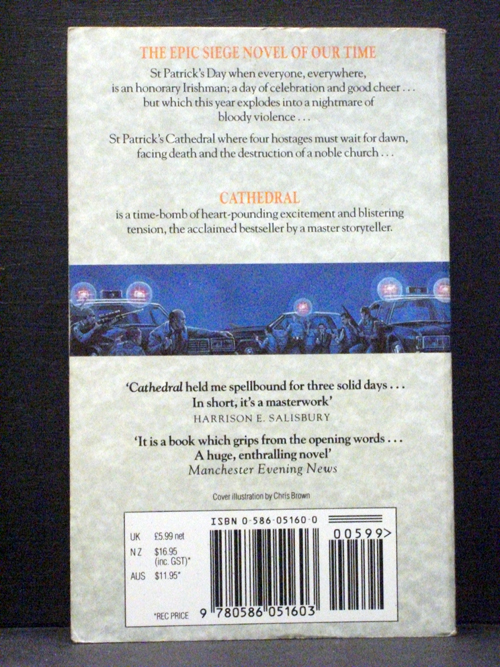 THE EPIC SIEGE NOVEL OF OUR TIME
St Patrick's Day when everyone, everywhere,
is an honorary Irishman; a day of celebration and good cheer . . .
but which this year explodes into a nightmare of
bloody violence . . .
St Patrick's Cathedral where four hostages must wait for dawn,
facing death and the destruction of a noble church . . .
CATHEDRAL
is a time-bomb of heart-pounding excitement and blistering
tension, the acclaimed bestseller by a master storyteller.
'Cathedral held me spellbound for three solid days . . .
In short, it's a masterwork'
HARRISON E. SALISBURY
'It is a book which grips from the opening words . . .
A huge, enthralling novel'
Manchester Evening News
Cover illustration by Chris Brown
ISBN 0-586-05160-0
00599>
UK £5.99 net
NZ $16.95
(inc. GST)*
AUS $11.95*
*REC PRICE
9 780586 051603